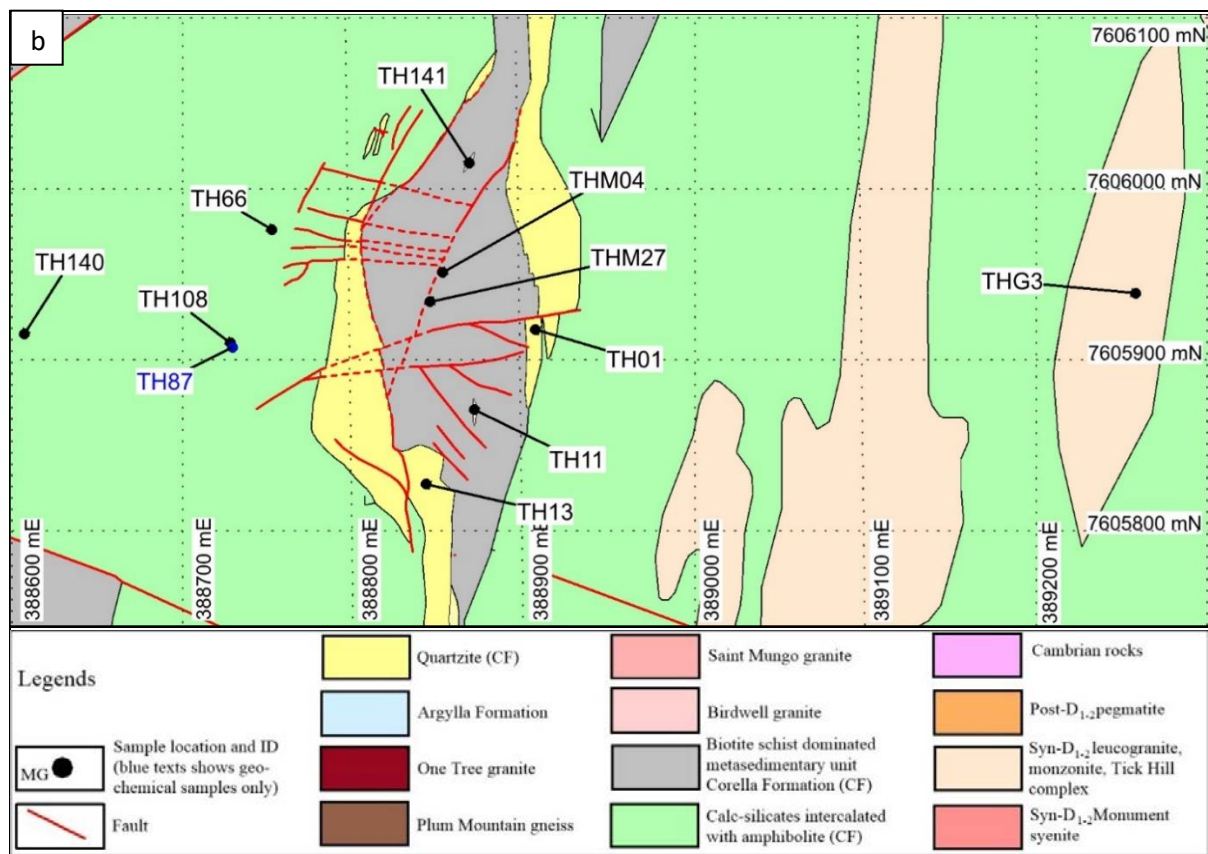 b
7606100 mN
TH141
THM04
7606000 mN
TH66
THM27
TH140
THG3
TH108
TH01
7605900 mN
TH87
TH11
TH13
7605800 mN
388600 mE
388700 mE
388800 mE
388900 mE
389000 mE
389100 mE
389200 mE
Legends
MG
Sample location and ID
(blue texts shows geo-
chemical samples only)
Fault
Quartzite (CF)
Argylla Formation
One Tree granite
Plum Mountain gneiss
Saint Mungo granite
Birdwell granite
Biotite schist dominated
metasedimentary unit
Corella Formation (CF)
Calc-silicates intercalated
with amphibolite (CF)
Cambrian rocks
Post-D1-2pegmatite
Syn-D1-2leucogranite,
monzonite, Tick Hill
complex
Syn-D1-2Monument
syenite